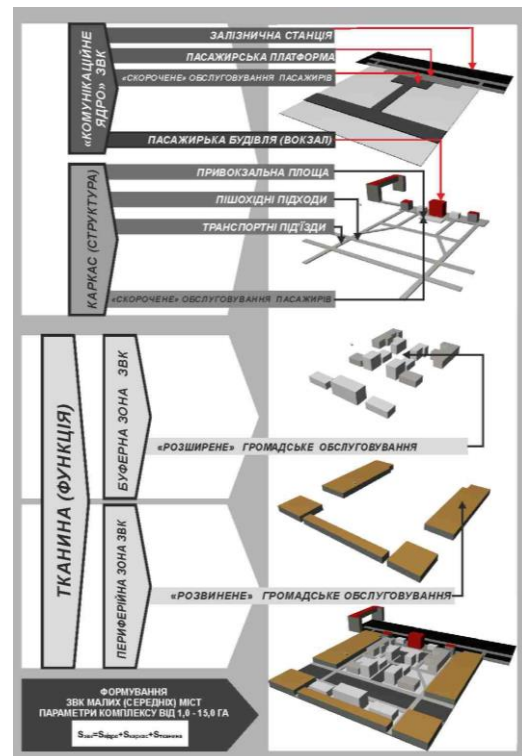 «КОМУНІКАЦІЙНЕ
ЯДРО» ЗВК
ЗАЛІЗНИЧНА СТАНЦІЯ
ПАСАЖИРСЬКА ПЛАТФОРМА
«СКОРОЧЕНЕ» ОБСЛУГОВУВАННЯ ПАСАЖИРІВ
ПАСАЖИРЬКА БУДІВЛЯ (ВОКЗАЛ)
КАРКАС (СТРУКТУРА)
ПРИВОКЗАЛЬНА ПЛОЩА
ПІШОХІДНІ ПІДХОДИ
ТРАНСПОРТНІ ПІД'ЇЗДИ
«СКОРОЧЕНЕ» ОБСЛУГОВУВАННЯ ПАСАЖИРІВ
ТКАНИНА (ФУНКЦІЯ)
БУФЕРНА ЗОНА ЗВК
«РОЗШИРЕНЕ» ГРОМАДСЬКЕ ОБСЛУГОВУВАННЯ
ПЕРИФЕРІЙНА ЗОНА ЗВК
«РОЗВИНЕНЕ» ГРОМАДСЬКЕ ОБСЛУГОВУВАННЯ
ФОРМУВАННЯ
ЗВК МАЛИХ (СЕРЕДНІХ) МІСТ
ПАРАМЕТРИ КОМПЛЕКСУ ВІД 1,0 - 15,0 ГА